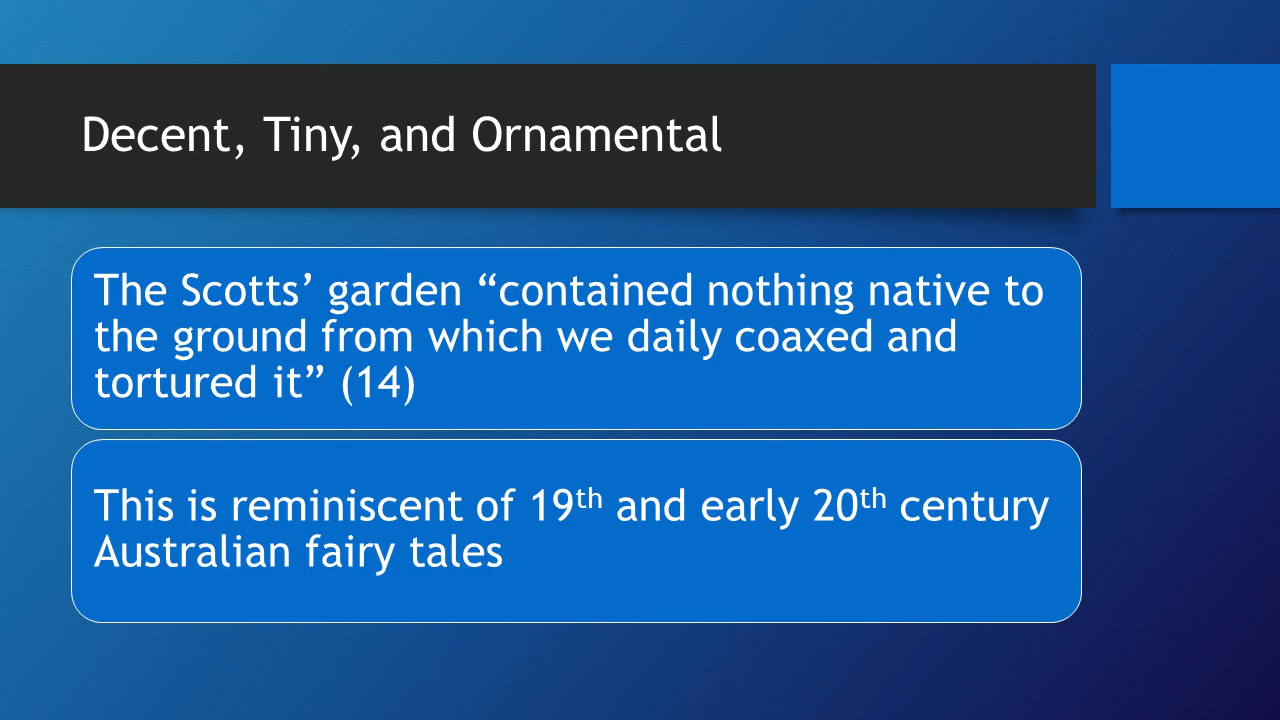 Decent, Tiny, and Ornamental
The Scotts’ garden “contained nothing native to
the ground from which we daily coaxed and
tortured it” (14)
This is reminiscent of 19th and early 20th century
Australian fairy tales